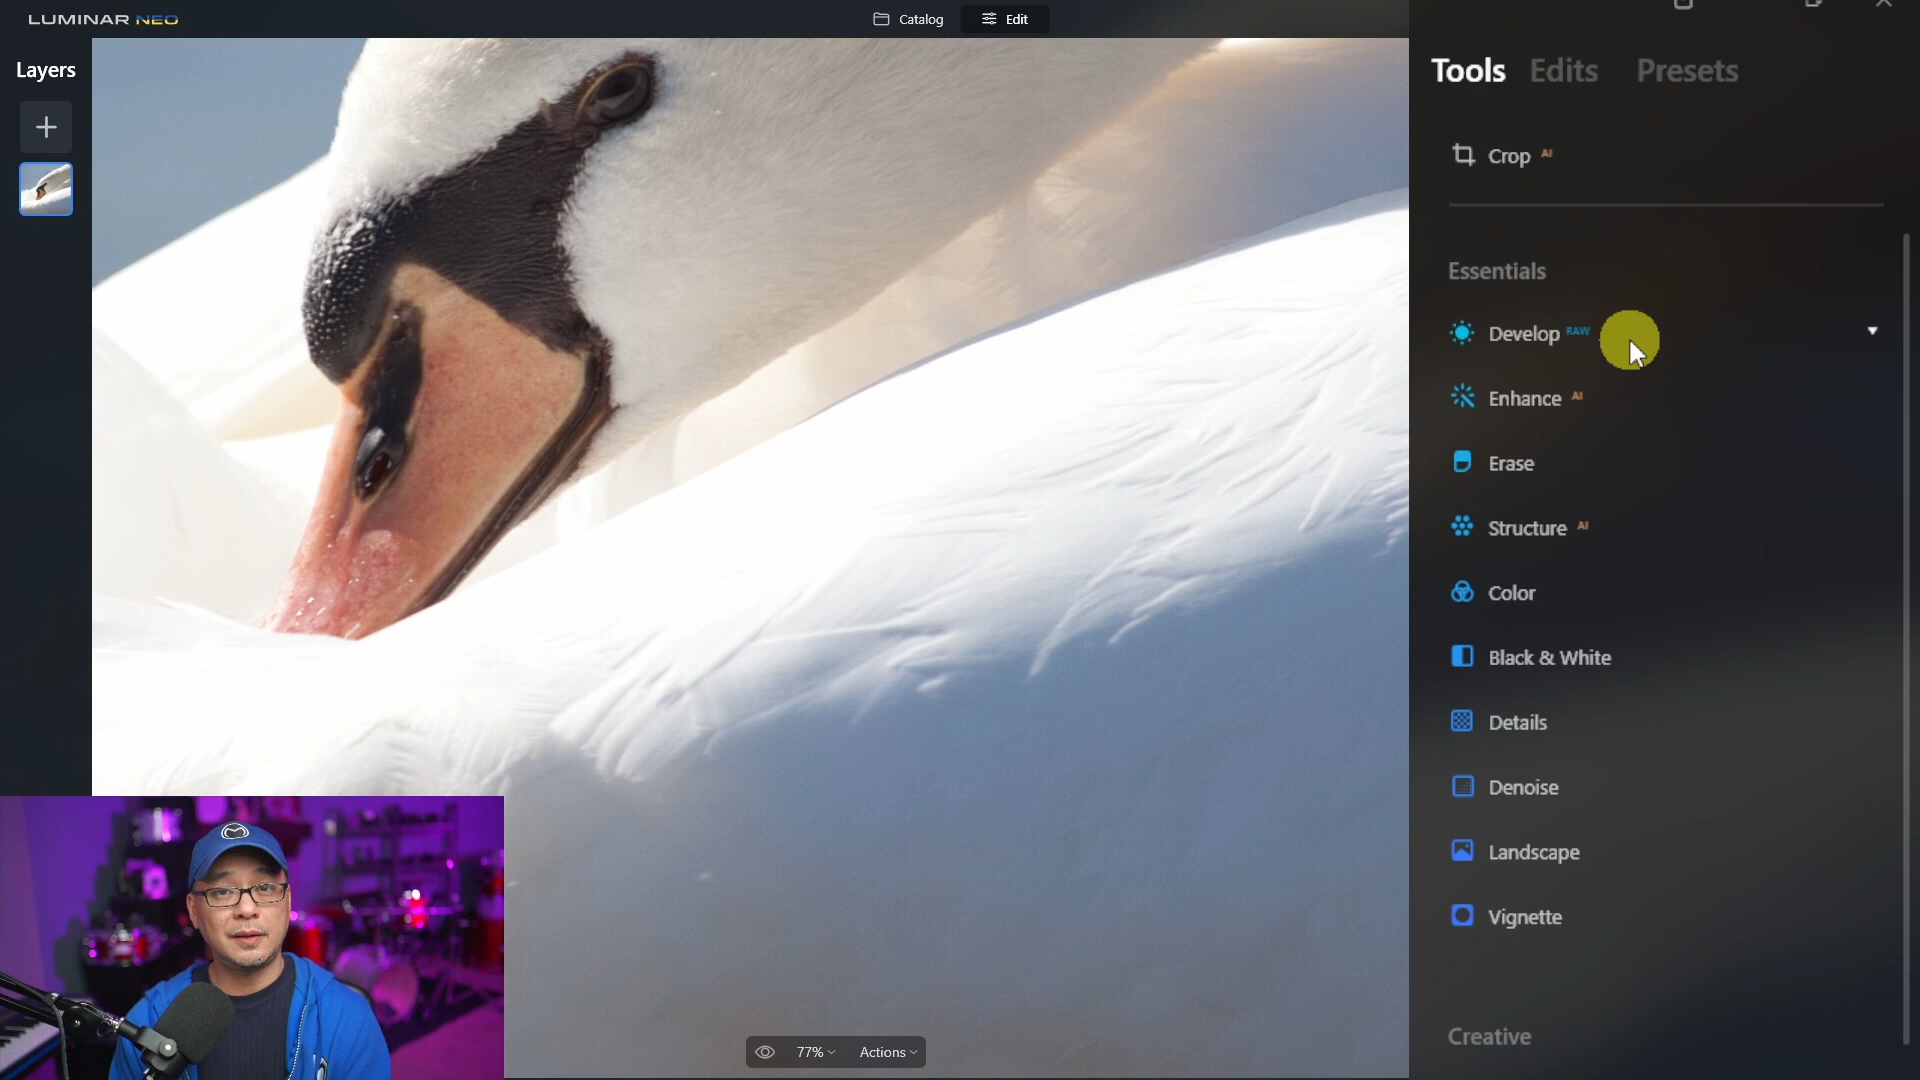 LUMINAR NEO
Catalog
Edit
Layers
Tools Edits Presets
Crop AI
Essentials
Develop RAW
Enhance AI
Erase
Structure AI
Color
Black & White
Details
Denoise
Landscape
Vignette
Creative
77%
Actions